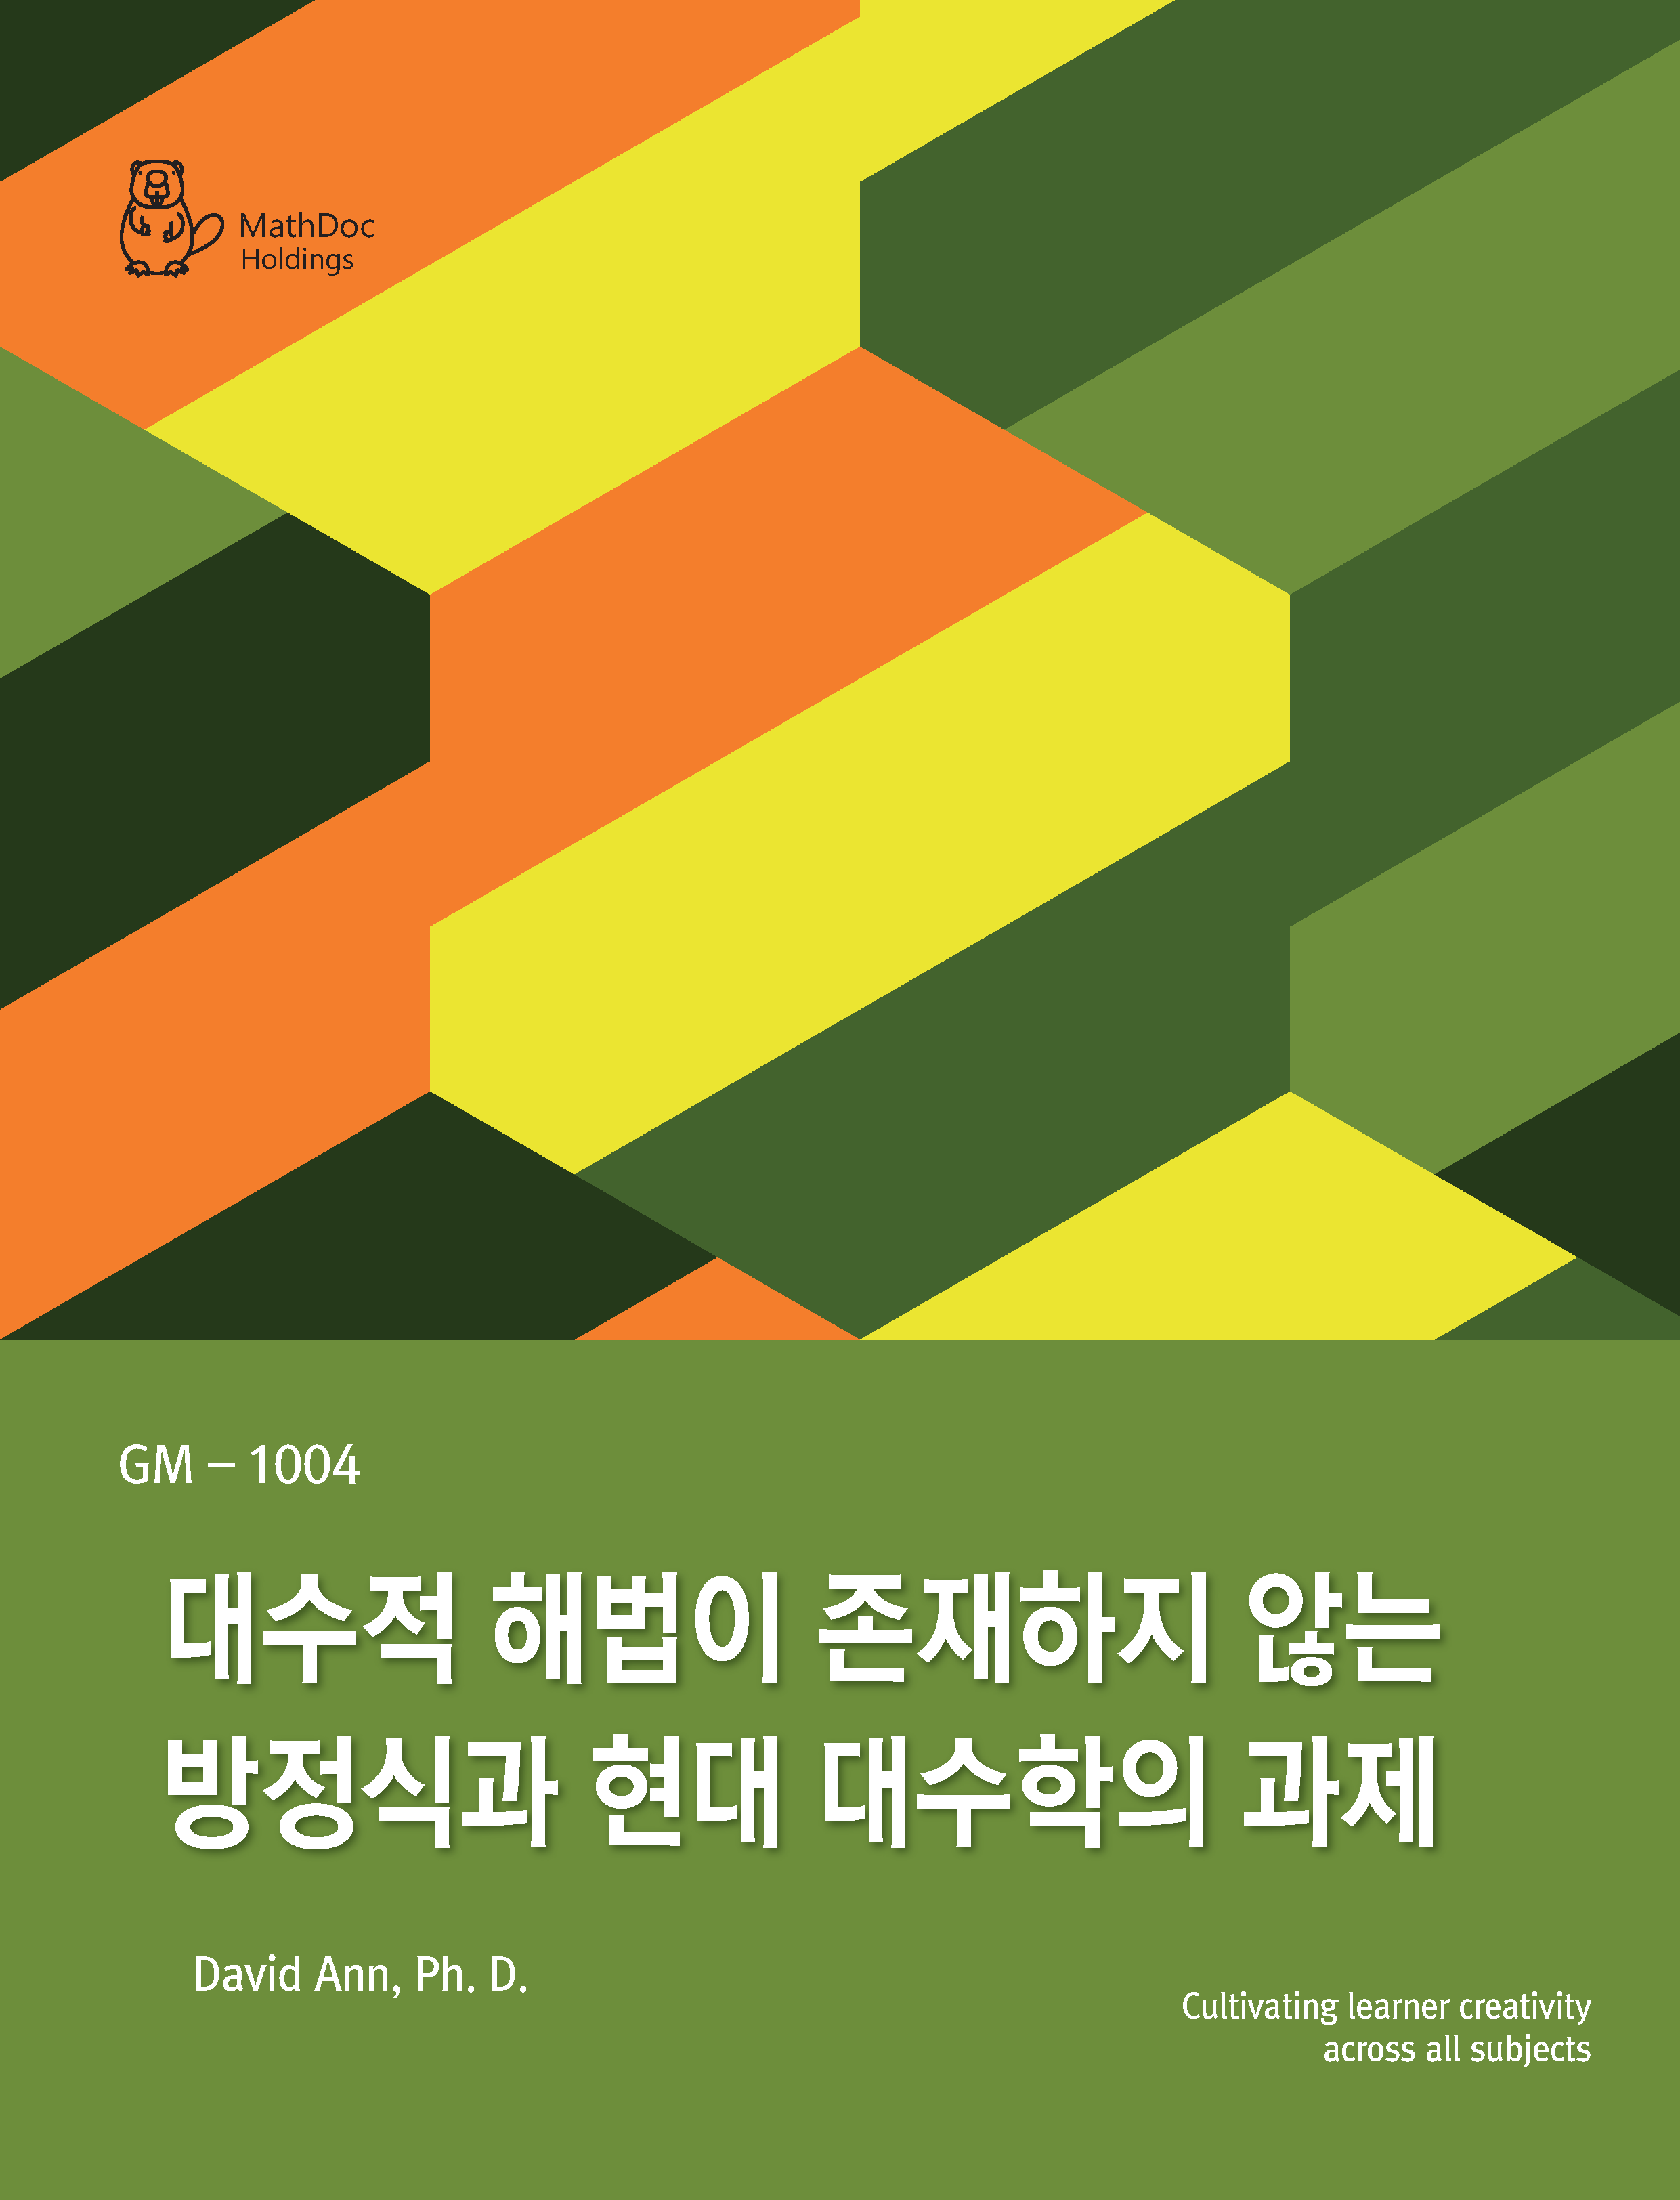 MathDoc
Holdings
GM – 1004
대수적 해법이 존재하지 않는
방정식과 현대 대수학의 과제
David Ann, Ph. D.
Cultivating learner creativity
across all subjects